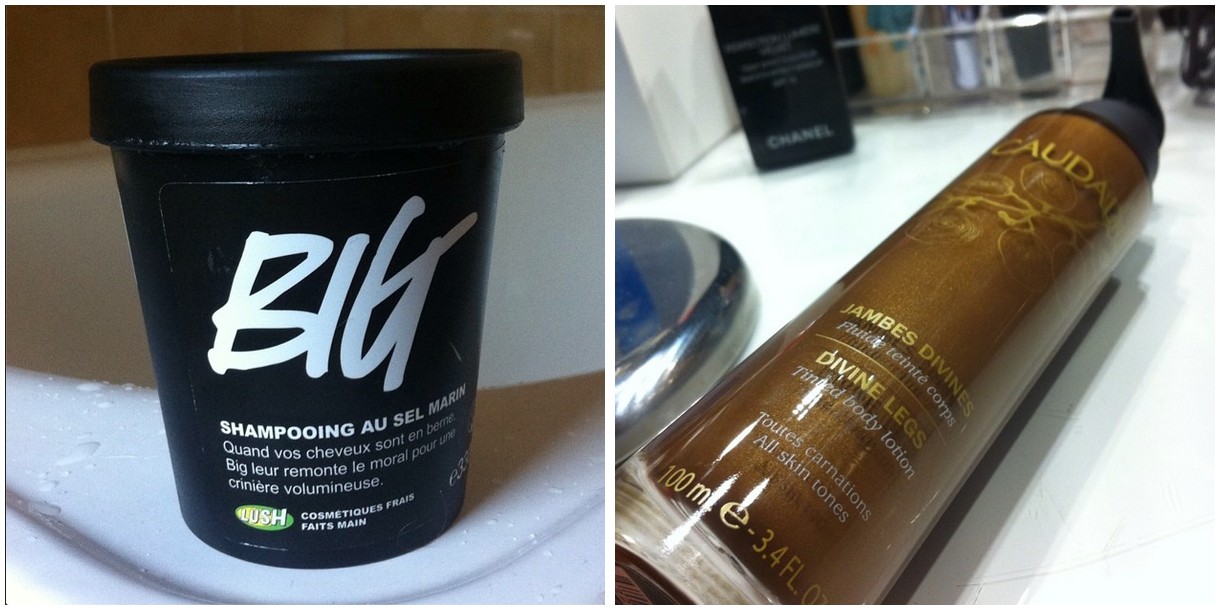 BIG
SHAMPOOING AU SEL MARIN
Quand vos cheveux sont en berne,
Big leur remonte le moral pour une
crinière volumineuse.
LUSH
COSMÉTIQUES FRAIS
FAITS MAIN
CHANEL
JAMBES DIVINES
Fluide teinté corps
DIVINE LEGS
Tinted body lotion
Toutes carnations
All skin tones
100 ml e - 3.4 FL. OZ